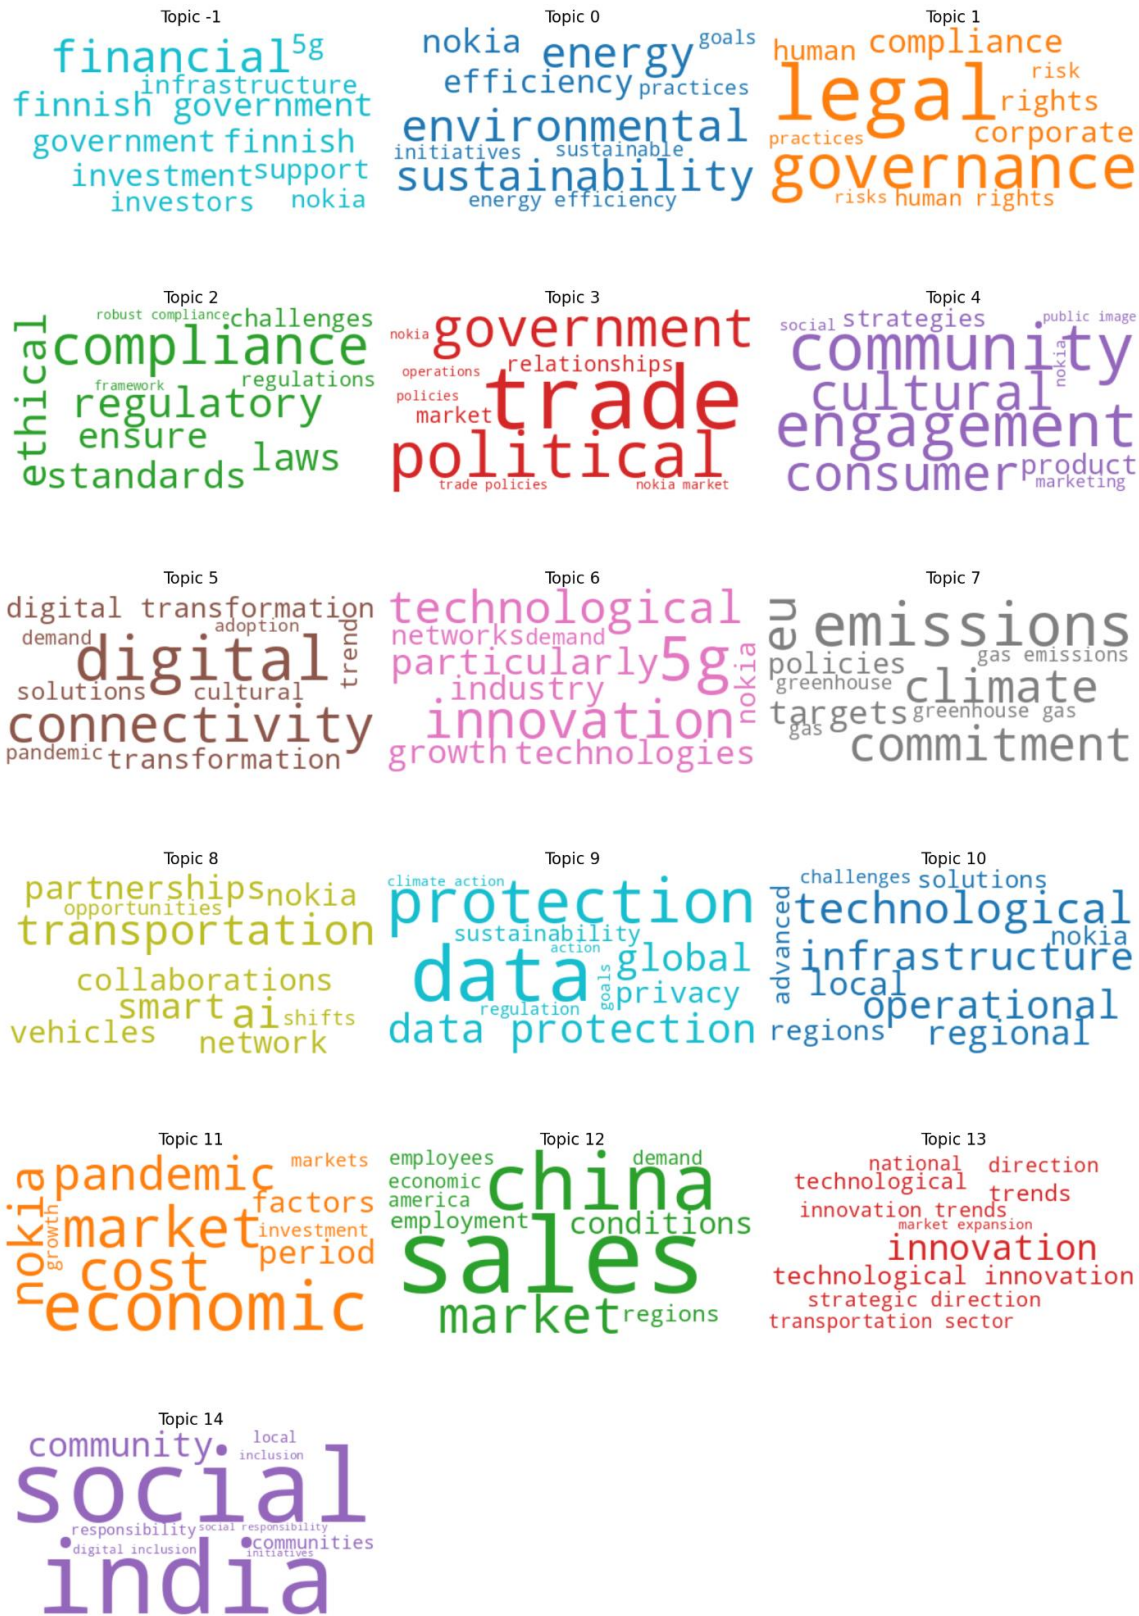 Topic -1
financial 5g
infrastructure
finnish government
government finnish
investment support
investors nokia
Topic 0
nokia energy goals
efficiency practices
environmental
initiatives sustainable
sustainability
energy efficiency
Topic 1
human compliance
legal risk
rights
practices corporate
governance
risks human rights
Topic 2
robust compliance challenges
ethical compliance
framework regulations
regulatory
ensure
standards laws
Topic 3
nokia government
operations relationships
policies trade
market
political
trade policies nokia market
Topic 4
social strategies public image
community
cultural nokia
engagement
consumer product
marketing
Topic 5
digital transformation
demand adoption
digital trend
solutions cultural
connectivity
pandemic transformation
Topic 6
technological
networks demand
particularly 5g
industry nokia
innovation
growth technologies
Topic 7
eu emissions
policies gas emissions
greenhouse climate
targets greenhouse gas
gas commitment
Topic 8
partnerships nokia
opportunities
transportation
collaborations
smart ai shifts
vehicles network
Topic 9
climate action
protection
sustainability
data action global
goals privacy
regulation
data protection
Topic 10
challenges solutions
advanced technological
nokia
infrastructure
local operational
regions regional
Topic 11
nokia pandemic markets
factors
growth market investment
cost period
economic
Topic 12
employees china demand
economic
america
employment conditions
sales
market regions
Topic 13
national direction
technological trends
innovation trends
market expansion
innovation
technological innovation
strategic direction
transportation sector
Topic 14
community local
inclusion
social
responsibility social responsibility
digital inclusion communities
initiatives
india